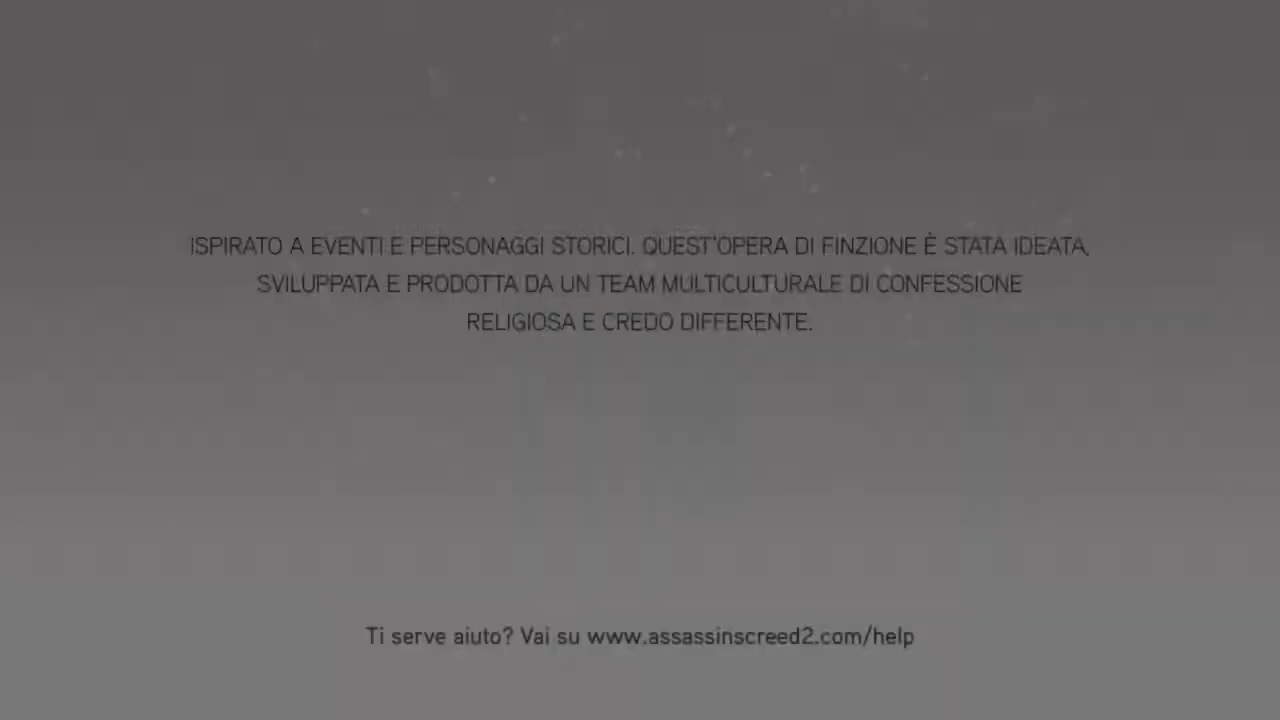 ISPIRATO A EVENTI E PERSONAGGI STORICI. QUEST'OPERA DI FINZIONE È STATA IDEATA,
SVILUPPATA E PRODOTTA DA UN TEAM MULTICULTURALE DI CONFESSIONE
RELIGIOSA E CREDO DIFFERENTE.
Ti serve aiuto? Vai su www.assassinscreed2.com/help